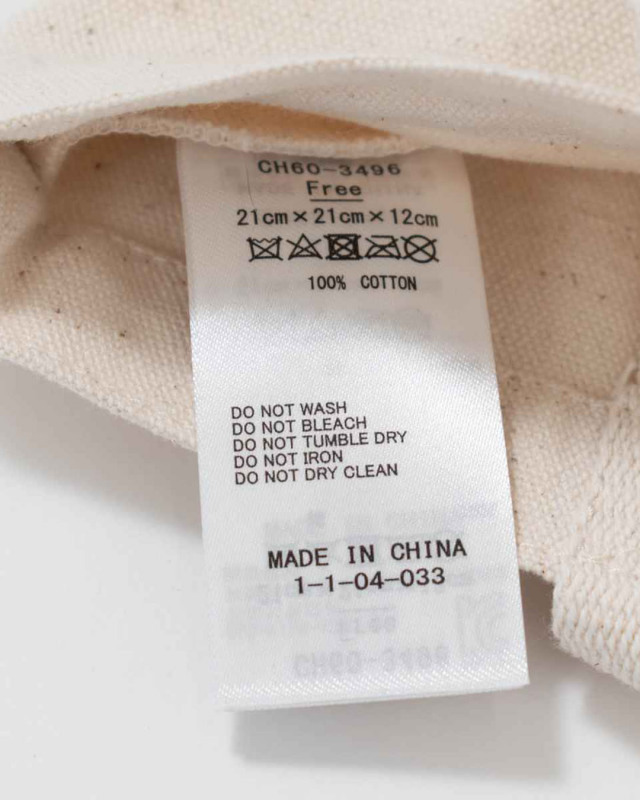 CH60-3496
Free
21cm×21cm×12cm
100% COTTON
DO NOT WASH
DO NOT BLEACH
DO NOT TUMBLE DRY
DO NOT IRON
DO NOT DRY CLEAN
MADE IN CHINA
1-1-04-033